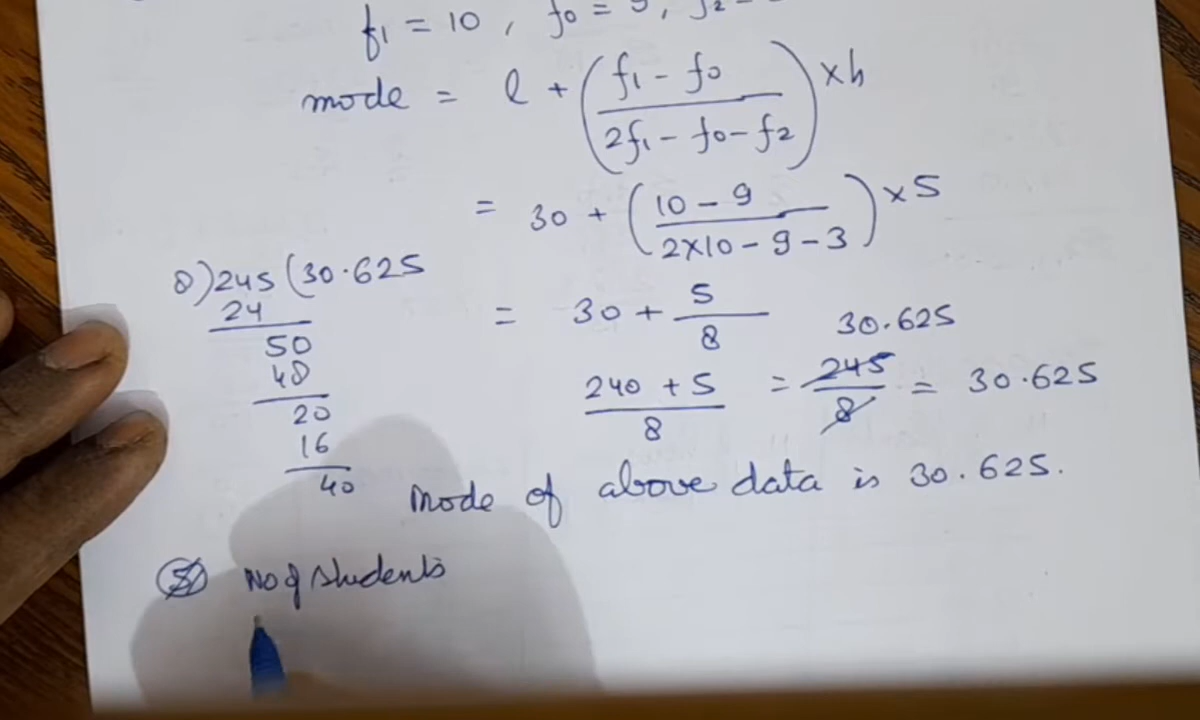 f₁ = 10 , f₀ = 9, f₂ =
mode = l + (f₁ - f₀ / 2f₁ - f₀ - f₂) × h
= 30 + (10 - 9 / 2×10 - 9 - 3) × 5
8)245(30.625
24
50
48
20
16
40
= 30 + 5/8
30.625
240 + 5 / 8 = 245/8 = 30.625
Mode of above data is 30.625.
5 No of students